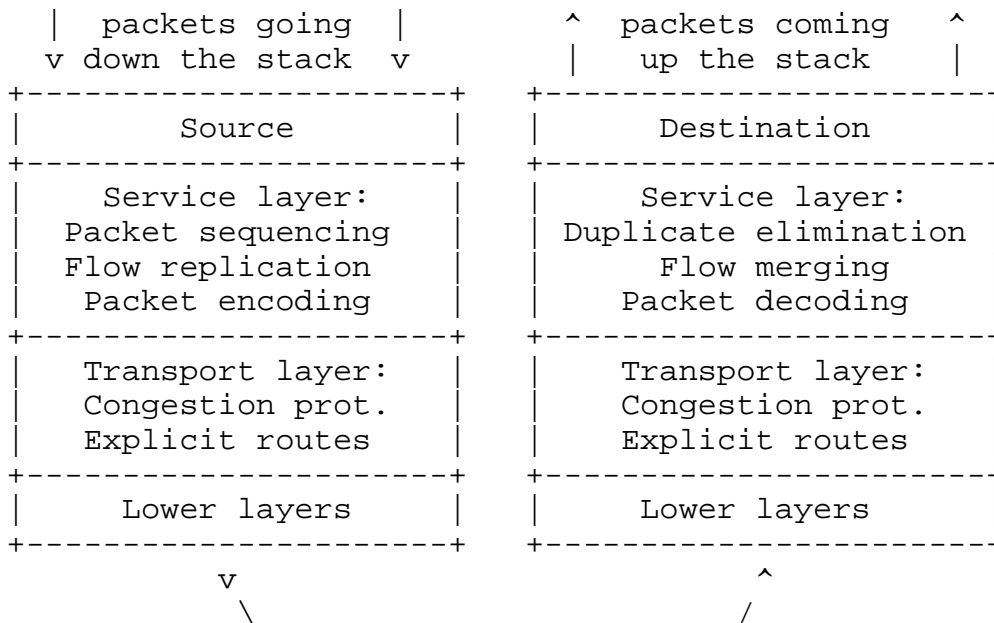 |  packets going  |        ^  packets coming   ^
v down the stack  v        |   up the stack    |
+----------------------+   +-----------------------
|        Source        |   |      Destination
+----------------------+   +-----------------------
|    Service layer:    |   |     Service layer:
|  Packet sequencing   |   | Duplicate elimination
|  Flow replication    |   |      Flow merging
|   Packet encoding    |   |    Packet decoding
+----------------------+   +-----------------------
|   Transport layer:   |   |    Transport layer:
|   Congestion prot.   |   |    Congestion prot.
|   Explicit routes    |   |    Explicit routes
+----------------------+   +-----------------------
|     Lower layers     |   |     Lower layers
+----------------------+   +-----------------------
v                           ^
\                         /